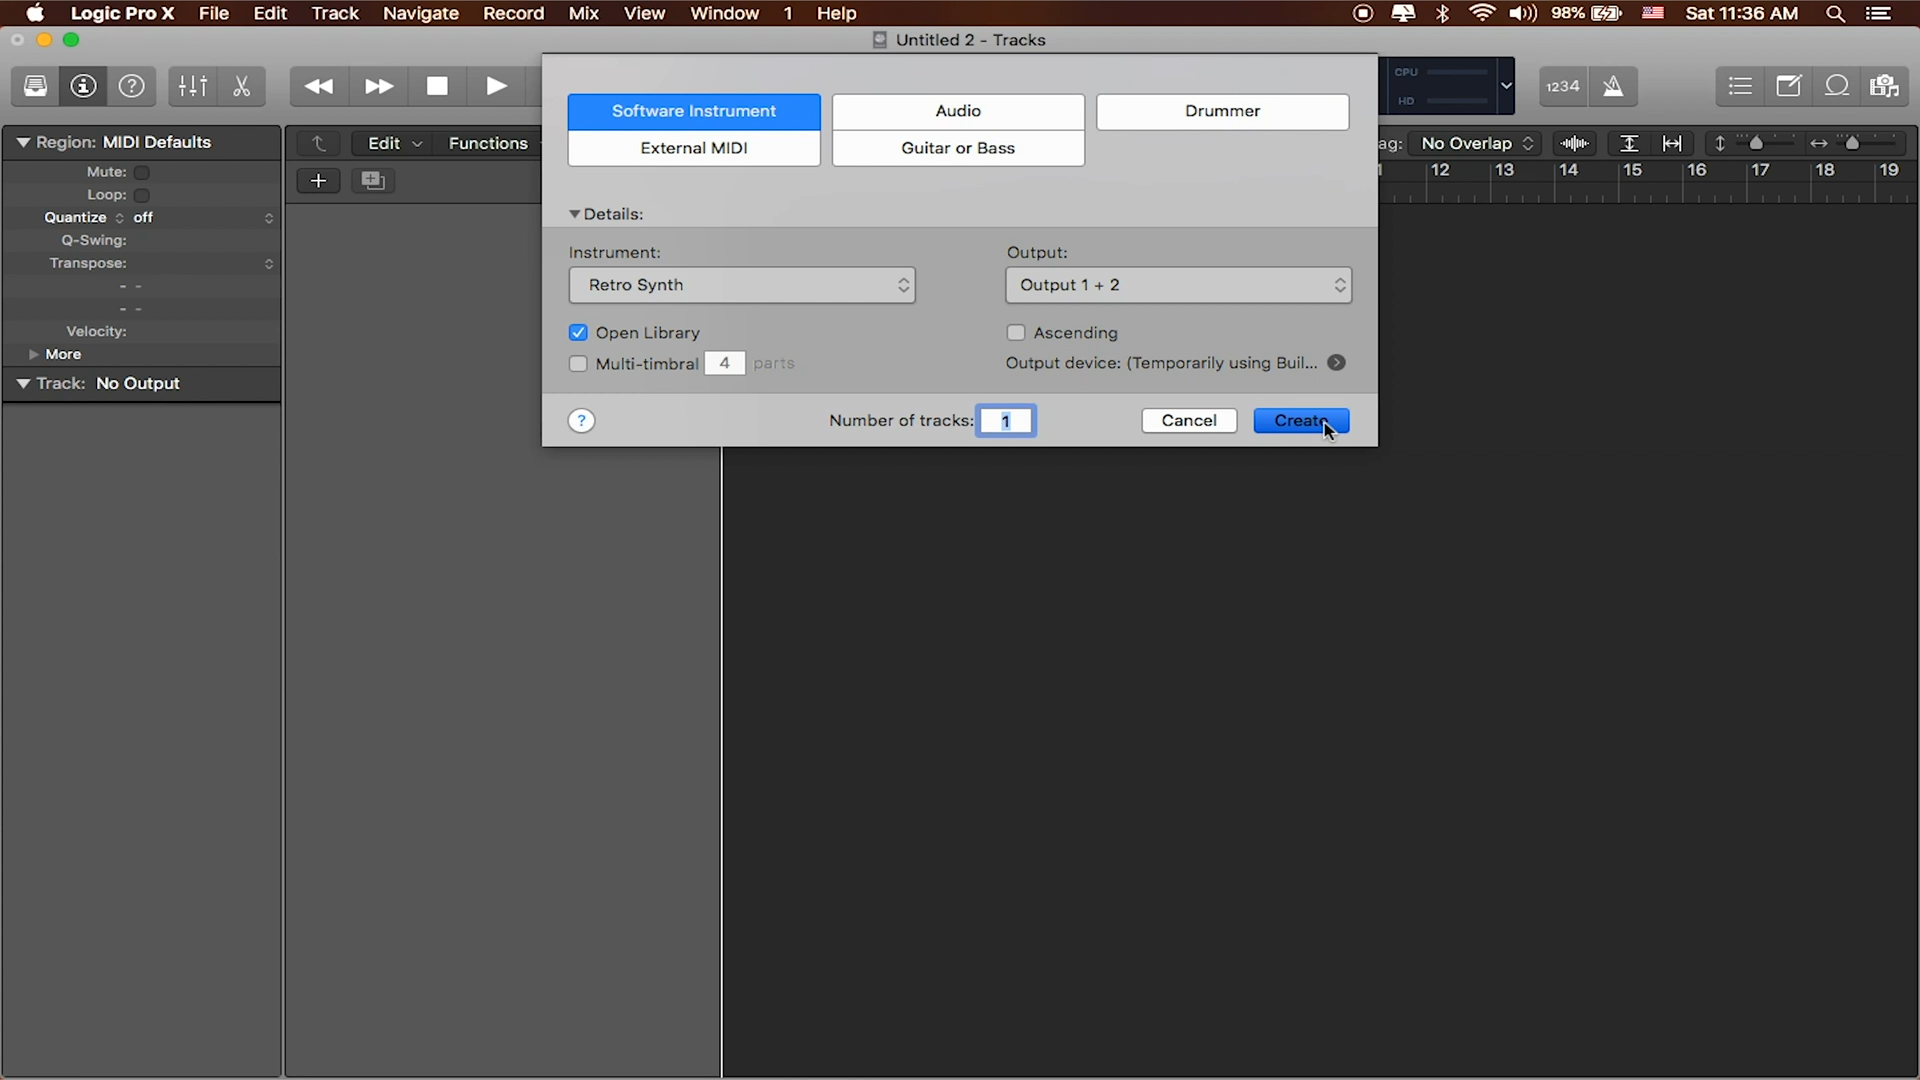 Logic Pro X File Edit Track Navigate Record Mix View Window 1 Help 98% Sat 11:36 AM
Untitled 2 - Tracks
CPU
HD
1234
Software Instrument Audio Drummer
External MIDI Guitar or Bass
Region: MIDI Defaults
Edit Functions
ag: No Overlap
Mute:
Loop:
Quantize off
Q-Swing:
Transpose:
- -
- -
Velocity:
More
Track: No Output
1 12 13 14 15 16 17 18 19
Details:
Instrument: Output:
Retro Synth Output 1 + 2
Open Library Ascending
Multi-timbral 4 parts Output device: (Temporarily using Buil...
? Number of tracks: 1 Cancel Create